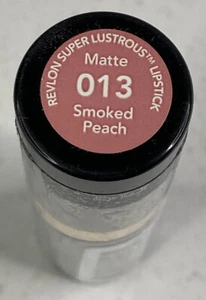 REVLON SUPER LUSTROUS™ LIPSTICK
Matte
013
Smoked
Peach